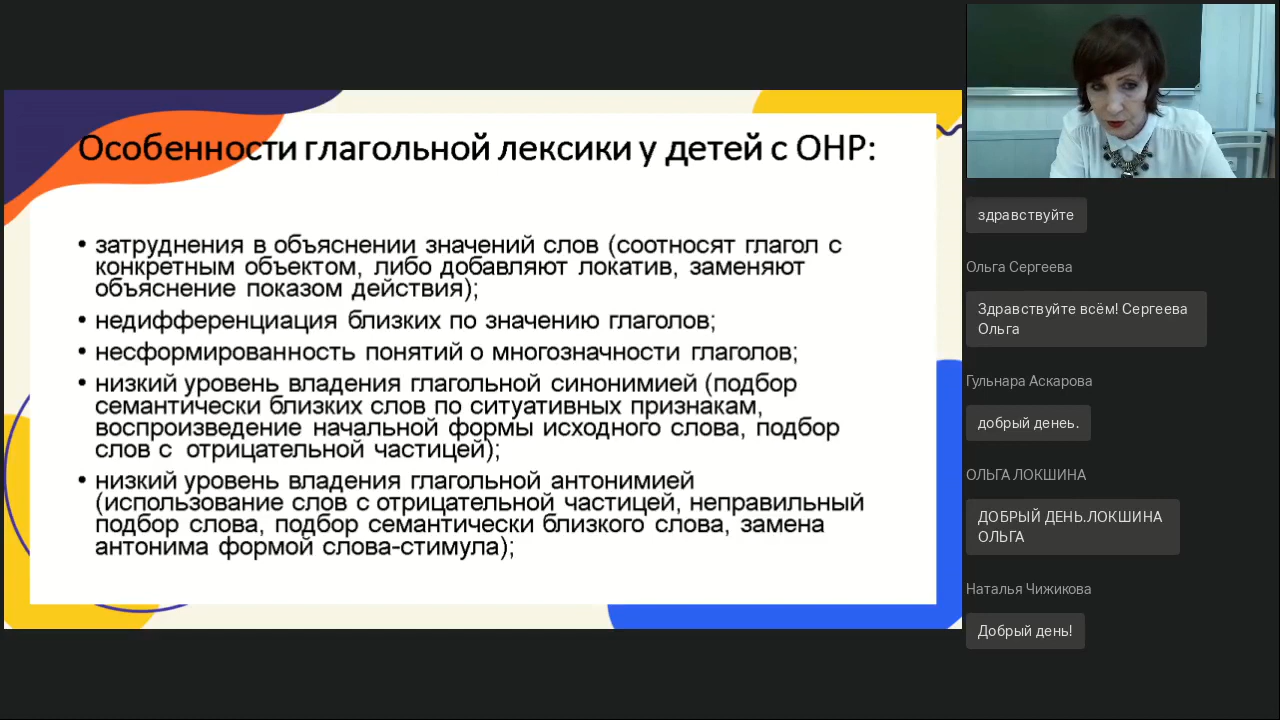 Особенности глагольной лексики у детей с ОНР:
• затруднения в объяснении значений слов (соотносят глагол с
конкретным объектом, либо добавляют локатив, заменяют
объяснение показом действия);
• недифференциация близких по значению глаголов;
• несформированность понятий о многозначности глаголов;
• низкий уровень владения глагольной синонимией (подбор
семантически близких слов по ситуативных признакам,
воспроизведение начальной формы исходного слова, подбор
слов с отрицательной частицей);
• низкий уровень владения глагольной антонимией
(использование слов с отрицательной частицей, неправильный
подбор слова, подбор семантически близкого слова, замена
антонима формой слова-стимула);
здравствуйте
Ольга Сергеева
Здравствуйте всём! Сергеева
Ольга
Гульнара Аскарова
добрый денеь.
ОЛЬГА ЛОКШИНА
ДОБРЫЙ ДЕНЬ.ЛОКШИНА
ОЛЬГА
Наталья Чижикова
Добрый день!